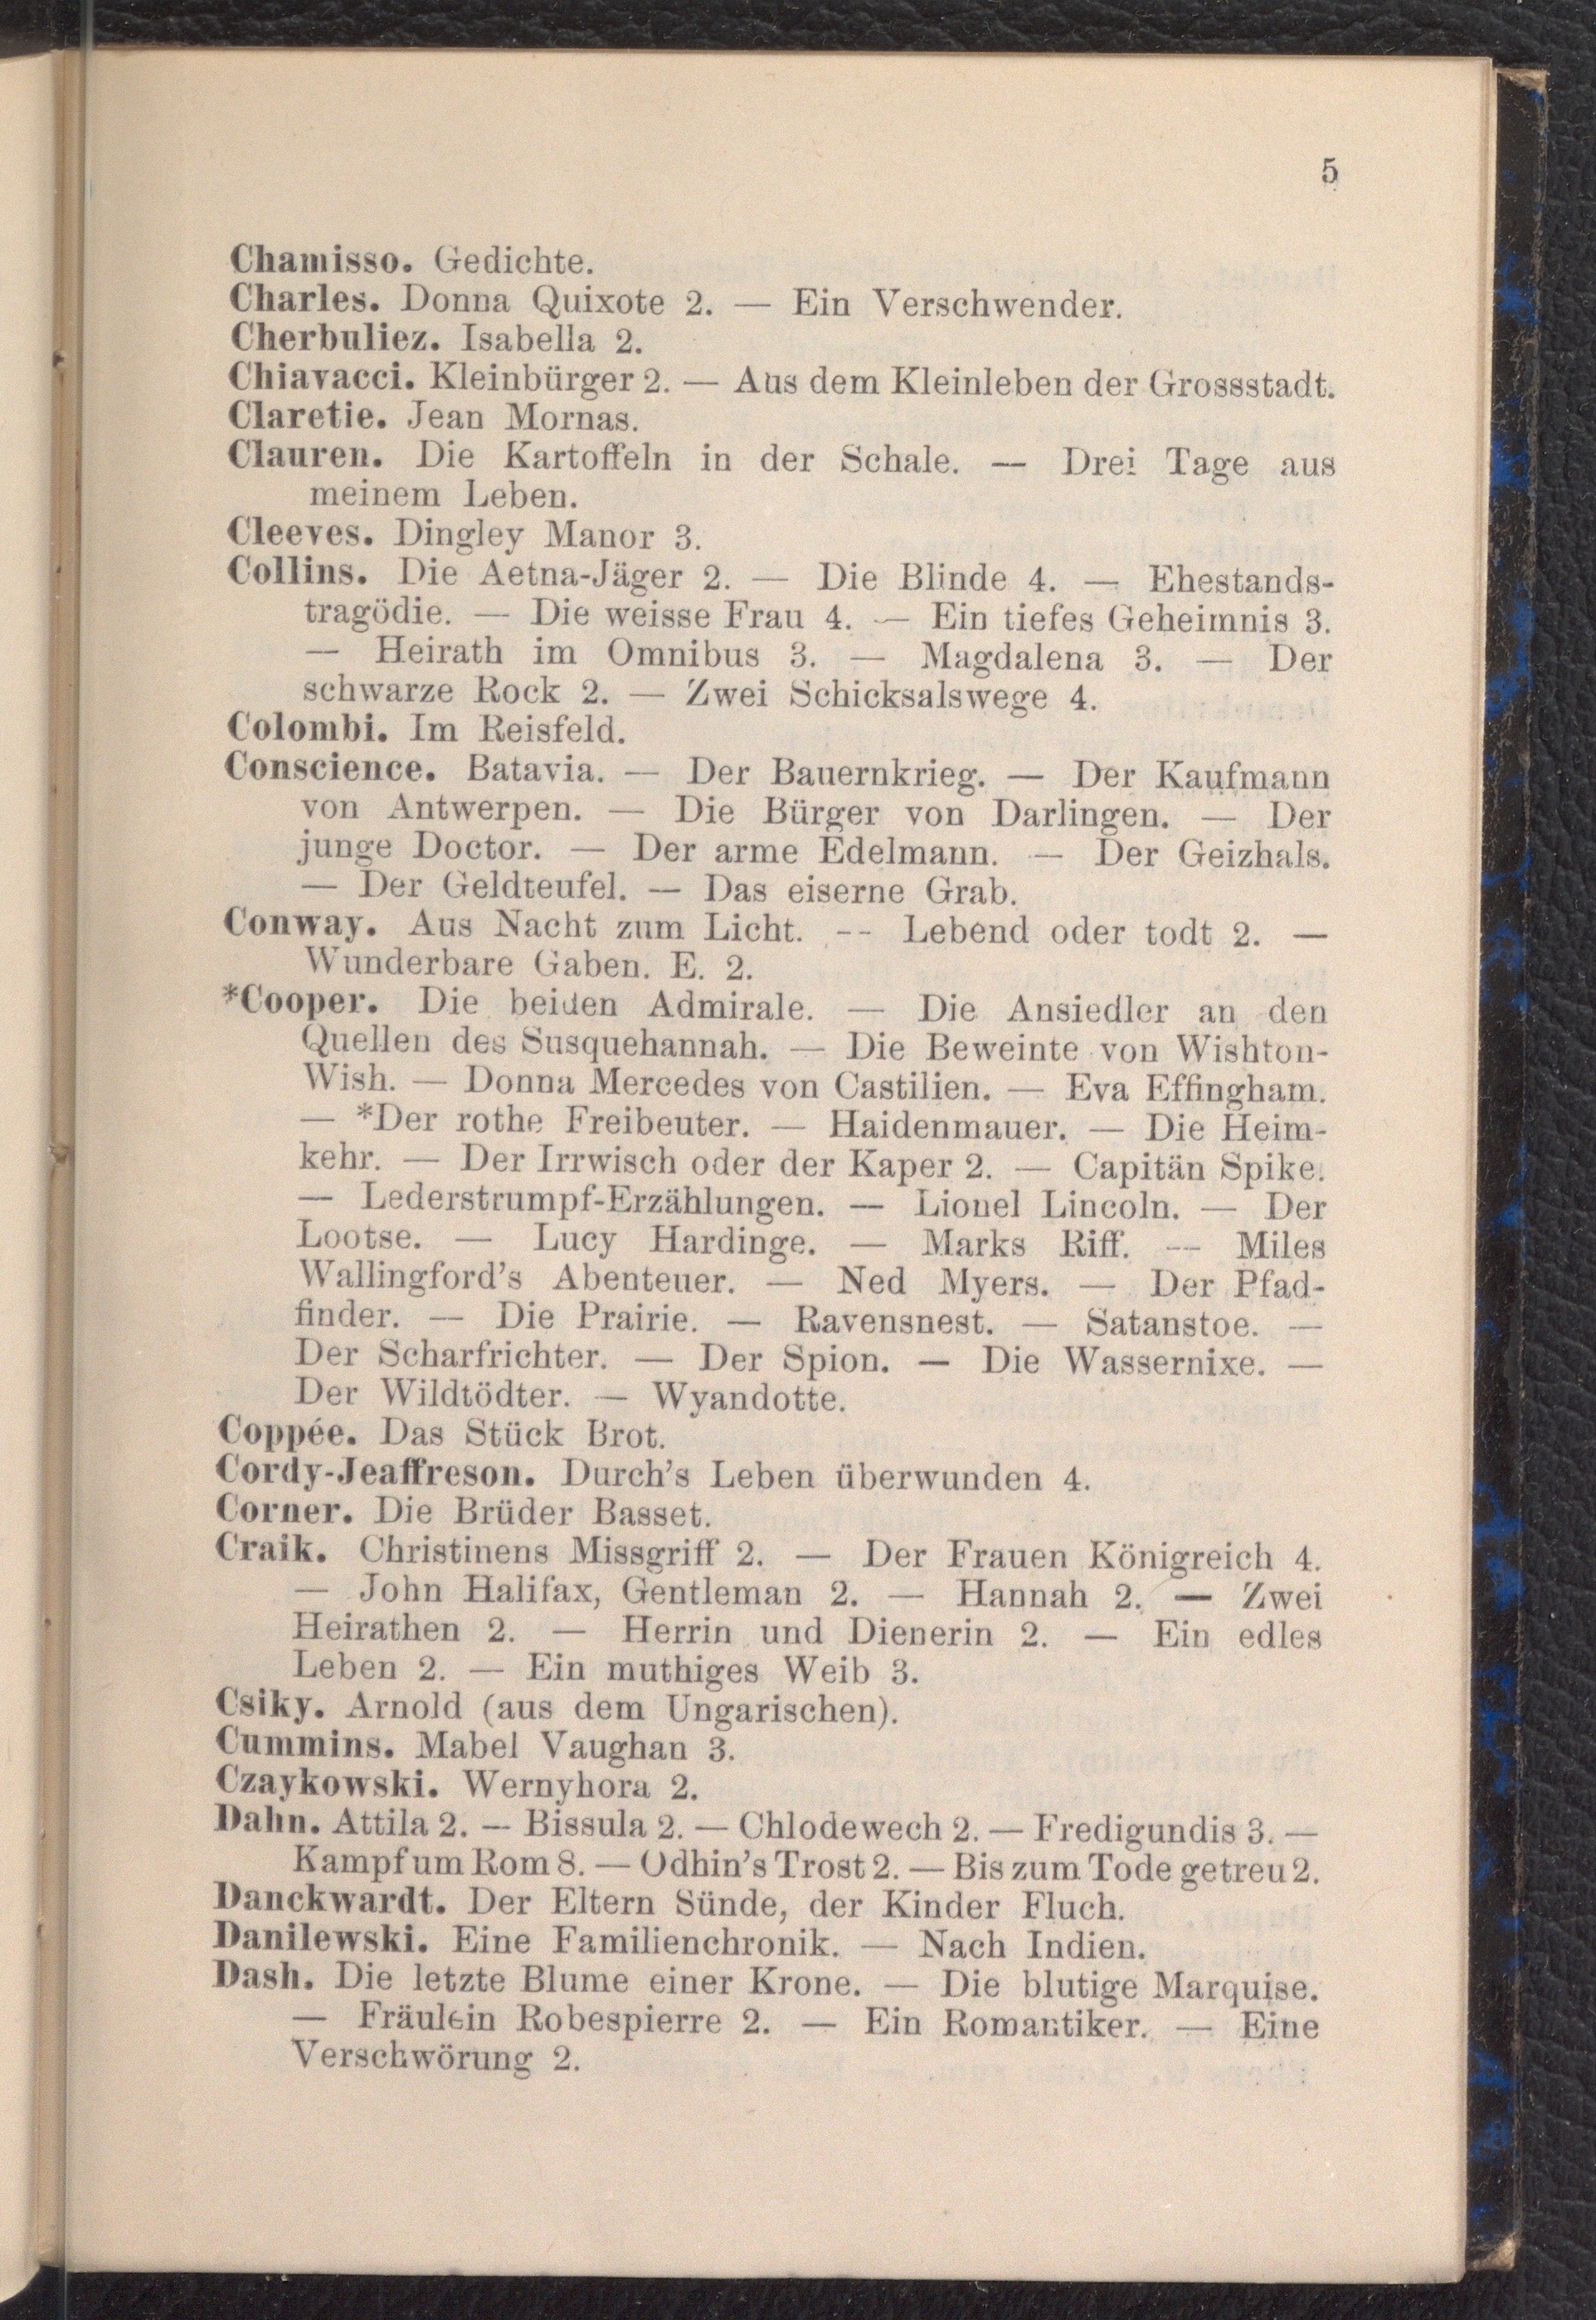 5
Chamisso. Gedichte.
Charles. Donna Quixote 2. — Ein Verschwender.
Cherbuliez. Isabella 2.
Chiavacci. Kleinbürger 2. — Aus dem Kleinleben der Grossstadt.
Claretie. Jean Mornas.
Clauren. Die Kartoffeln in der Schale. — Drei Tage aus
meinem Leben.
Cleeves. Dingley Manor 3.
Collins. Die Aetna-Jäger 2. — Die Blinde 4. — Ehestands-
tragödie. — Die weisse Frau 4. — Ein tiefes Geheimnis 3.
— Heirath im Omnibus 3. — Magdalena 3. — Der
schwarze Rock 2. — Zwei Schicksalswege 4.
Colombi. Im Reisfeld.
Conscience. Batavia. — Der Bauernkrieg. — Der Kaufmann
von Antwerpen. — Die Bürger von Darlingen. — Der
junge Doctor. — Der arme Edelmann. — Der Geizhals.
— Der Geldteufel. — Das eiserne Grab.
Conway. Aus Nacht zum Licht. -- Lebend oder todt 2. —
Wunderbare Gaben. E. 2.
*Cooper. Die beiden Admirale. — Die Ansiedler an den
Quellen des Susquehannah. — Die Beweinte von Wishton-
Wish. — Donna Mercedes von Castilien. — Eva Effingham.
— *Der rothe Freibeuter. — Haidenmauer. — Die Heim-
kehr. — Der Irrwisch oder der Kaper 2. — Capitän Spike.
— Lederstrumpf-Erzählungen. — Lionel Lincoln. — Der
Lootse. — Lucy Hardinge. — Marks Riff. -- Miles
Wallingford's Abenteuer. — Ned Myers. — Der Pfad-
finder. — Die Prairie. — Ravensnest. — Satanstoe. —
Der Scharfrichter. — Der Spion. — Die Wassernixe. —
Der Wildtödter. — Wyandotte.
Coppée. Das Stück Brot.
Cordy-Jeaffreson. Durch's Leben überwunden 4.
Corner. Die Brüder Basset.
Craik. Christinens Missgriff 2. — Der Frauen Königreich 4.
— John Halifax, Gentleman 2. — Hannah 2. — Zwei
Heirathen 2. — Herrin und Dienerin 2. — Ein edles
Leben 2. — Ein muthiges Weib 3.
Csiky. Arnold (aus dem Ungarischen).
Cummins. Mabel Vaughan 3.
Czaykowski. Wernyhora 2.
Dahn. Attila 2. — Bissula 2. — Chlodewech 2. — Fredigundis 3. —
Kampf um Rom 8. — Odhin's Trost 2. — Bis zum Tode getreu 2.
Danckwardt. Der Eltern Sünde, der Kinder Fluch.
Danilewski. Eine Familienchronik. — Nach Indien.
Dash. Die letzte Blume einer Krone. — Die blutige Marquise.
— Fräulein Robespierre 2. — Ein Romantiker. — Eine
Verschwörung 2.